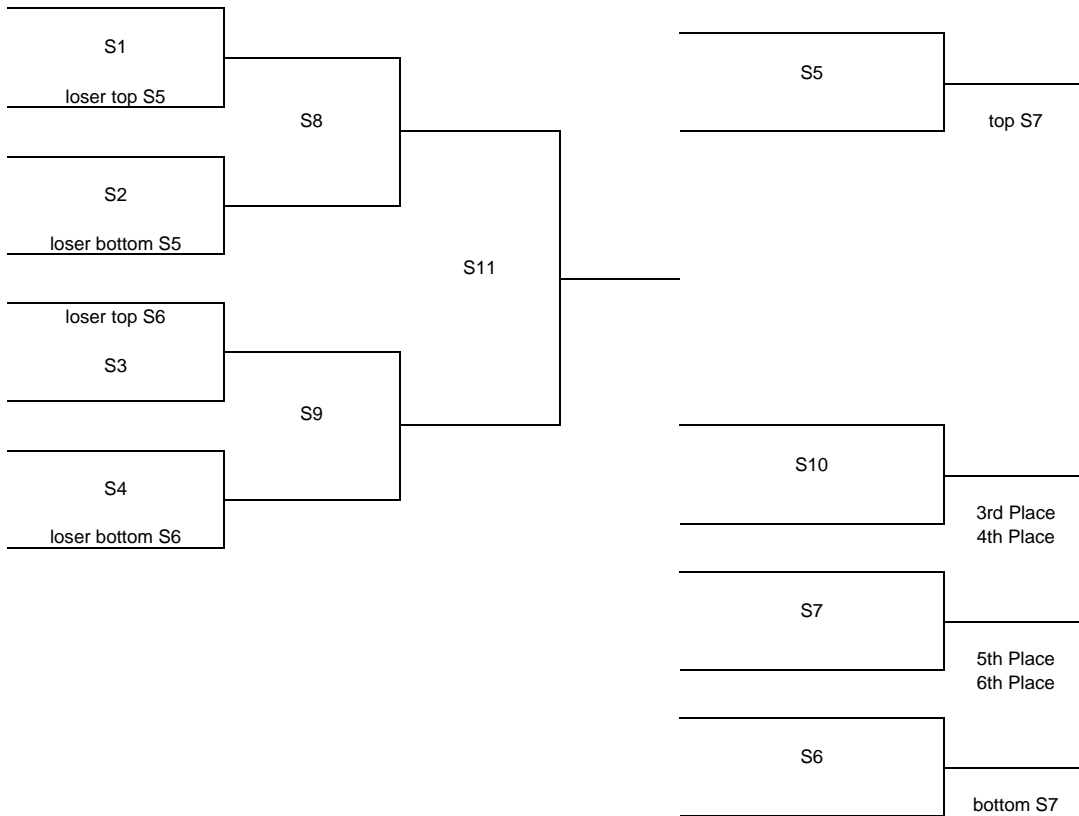 S1
loser top S5
S8
S2
loser bottom S5
S11
loser top S6
S3
S9
S4
loser bottom S6
S5
top S7
S10
3rd Place
4th Place
S7
5th Place
6th Place
S6
bottom S7